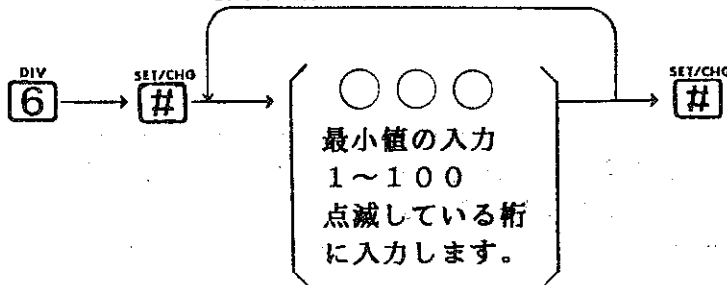 DIV
6
SET/CHG
#
最小値の入力
1~100
点滅している桁
に入力します。
SET/CHG
#